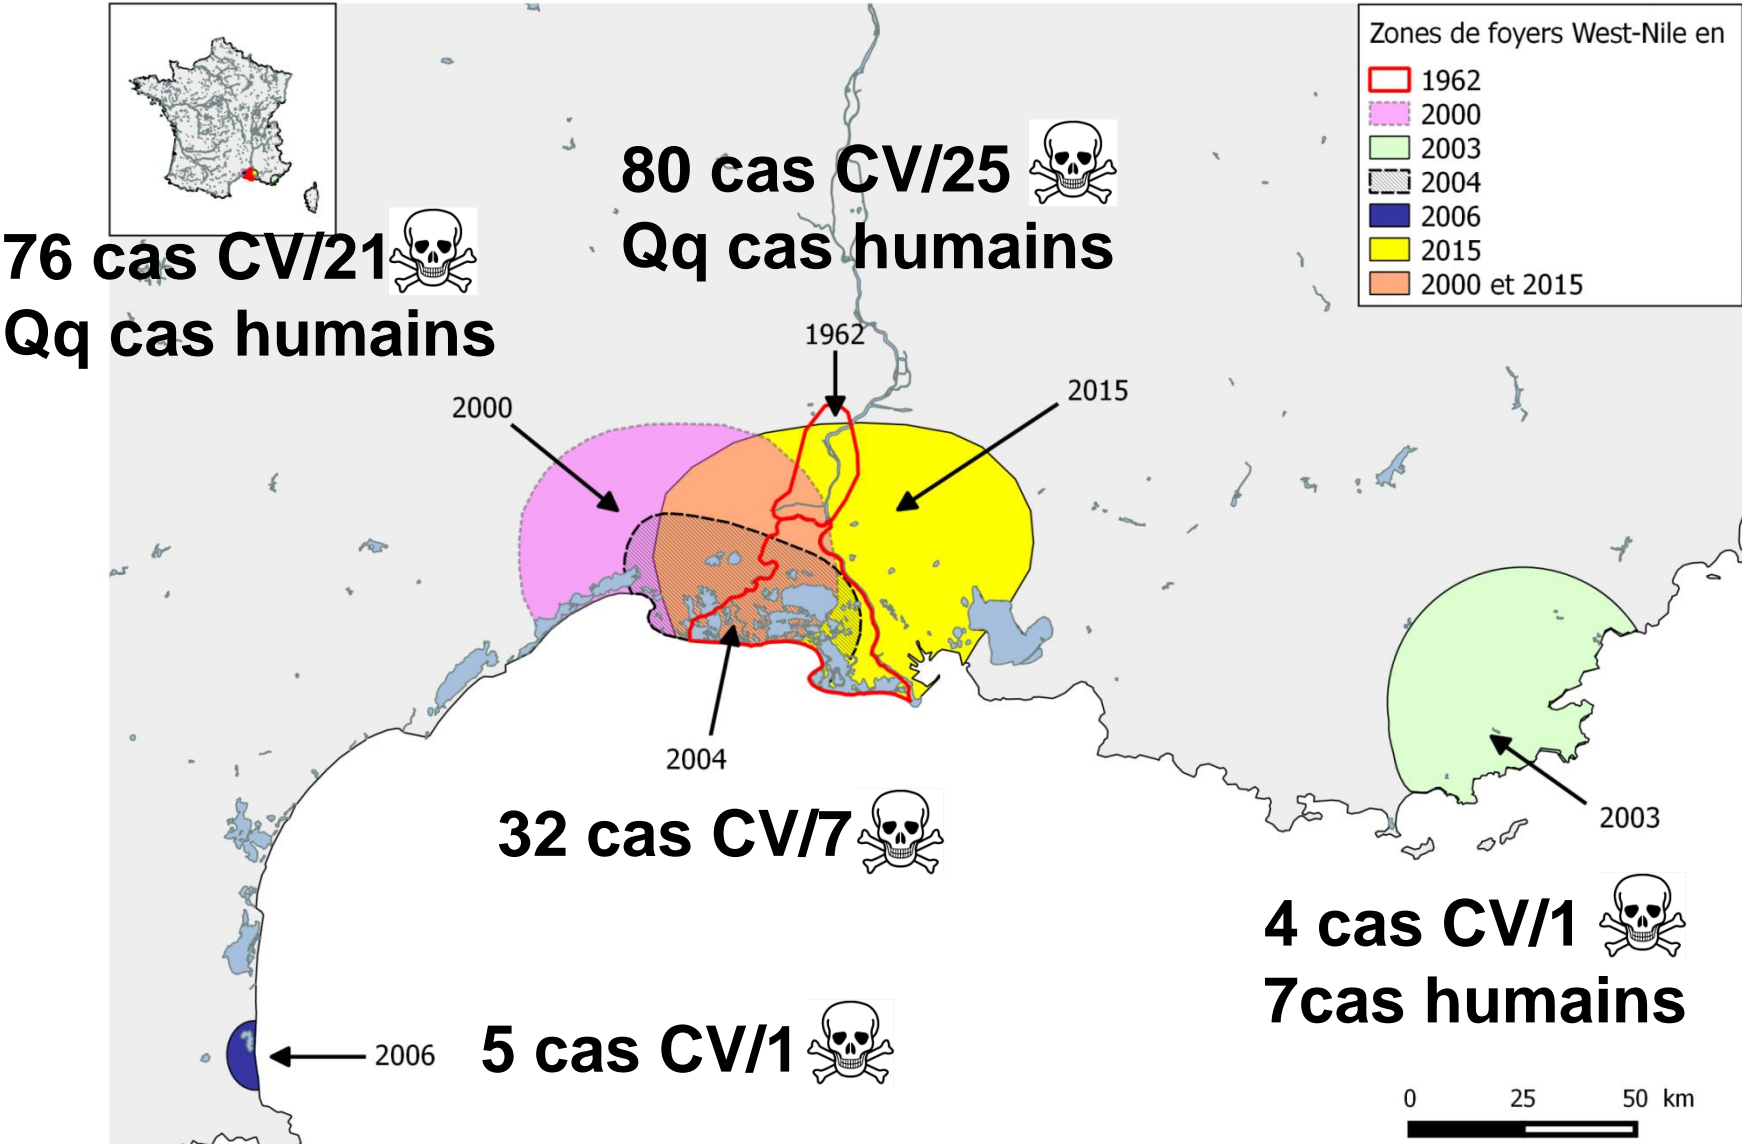 Zones de foyers West-Nile en
1962
2000
2003
2004
2006
2015
2000 et 2015
80 cas CV/25
Qq cas humains
76 cas CV/21
Qq cas humains
1962
2015
2000
2004
32 cas CV/7
2003
4 cas CV/1
7cas humains
2006
5 cas CV/1
0 25 50 km